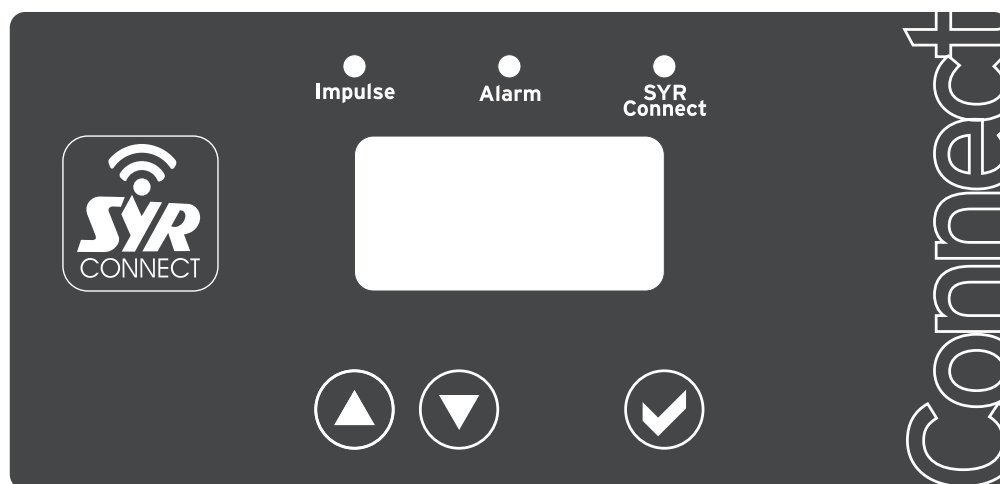 Impulse
Alarm
SYR
Connect
SYR
CONNECT
Connect